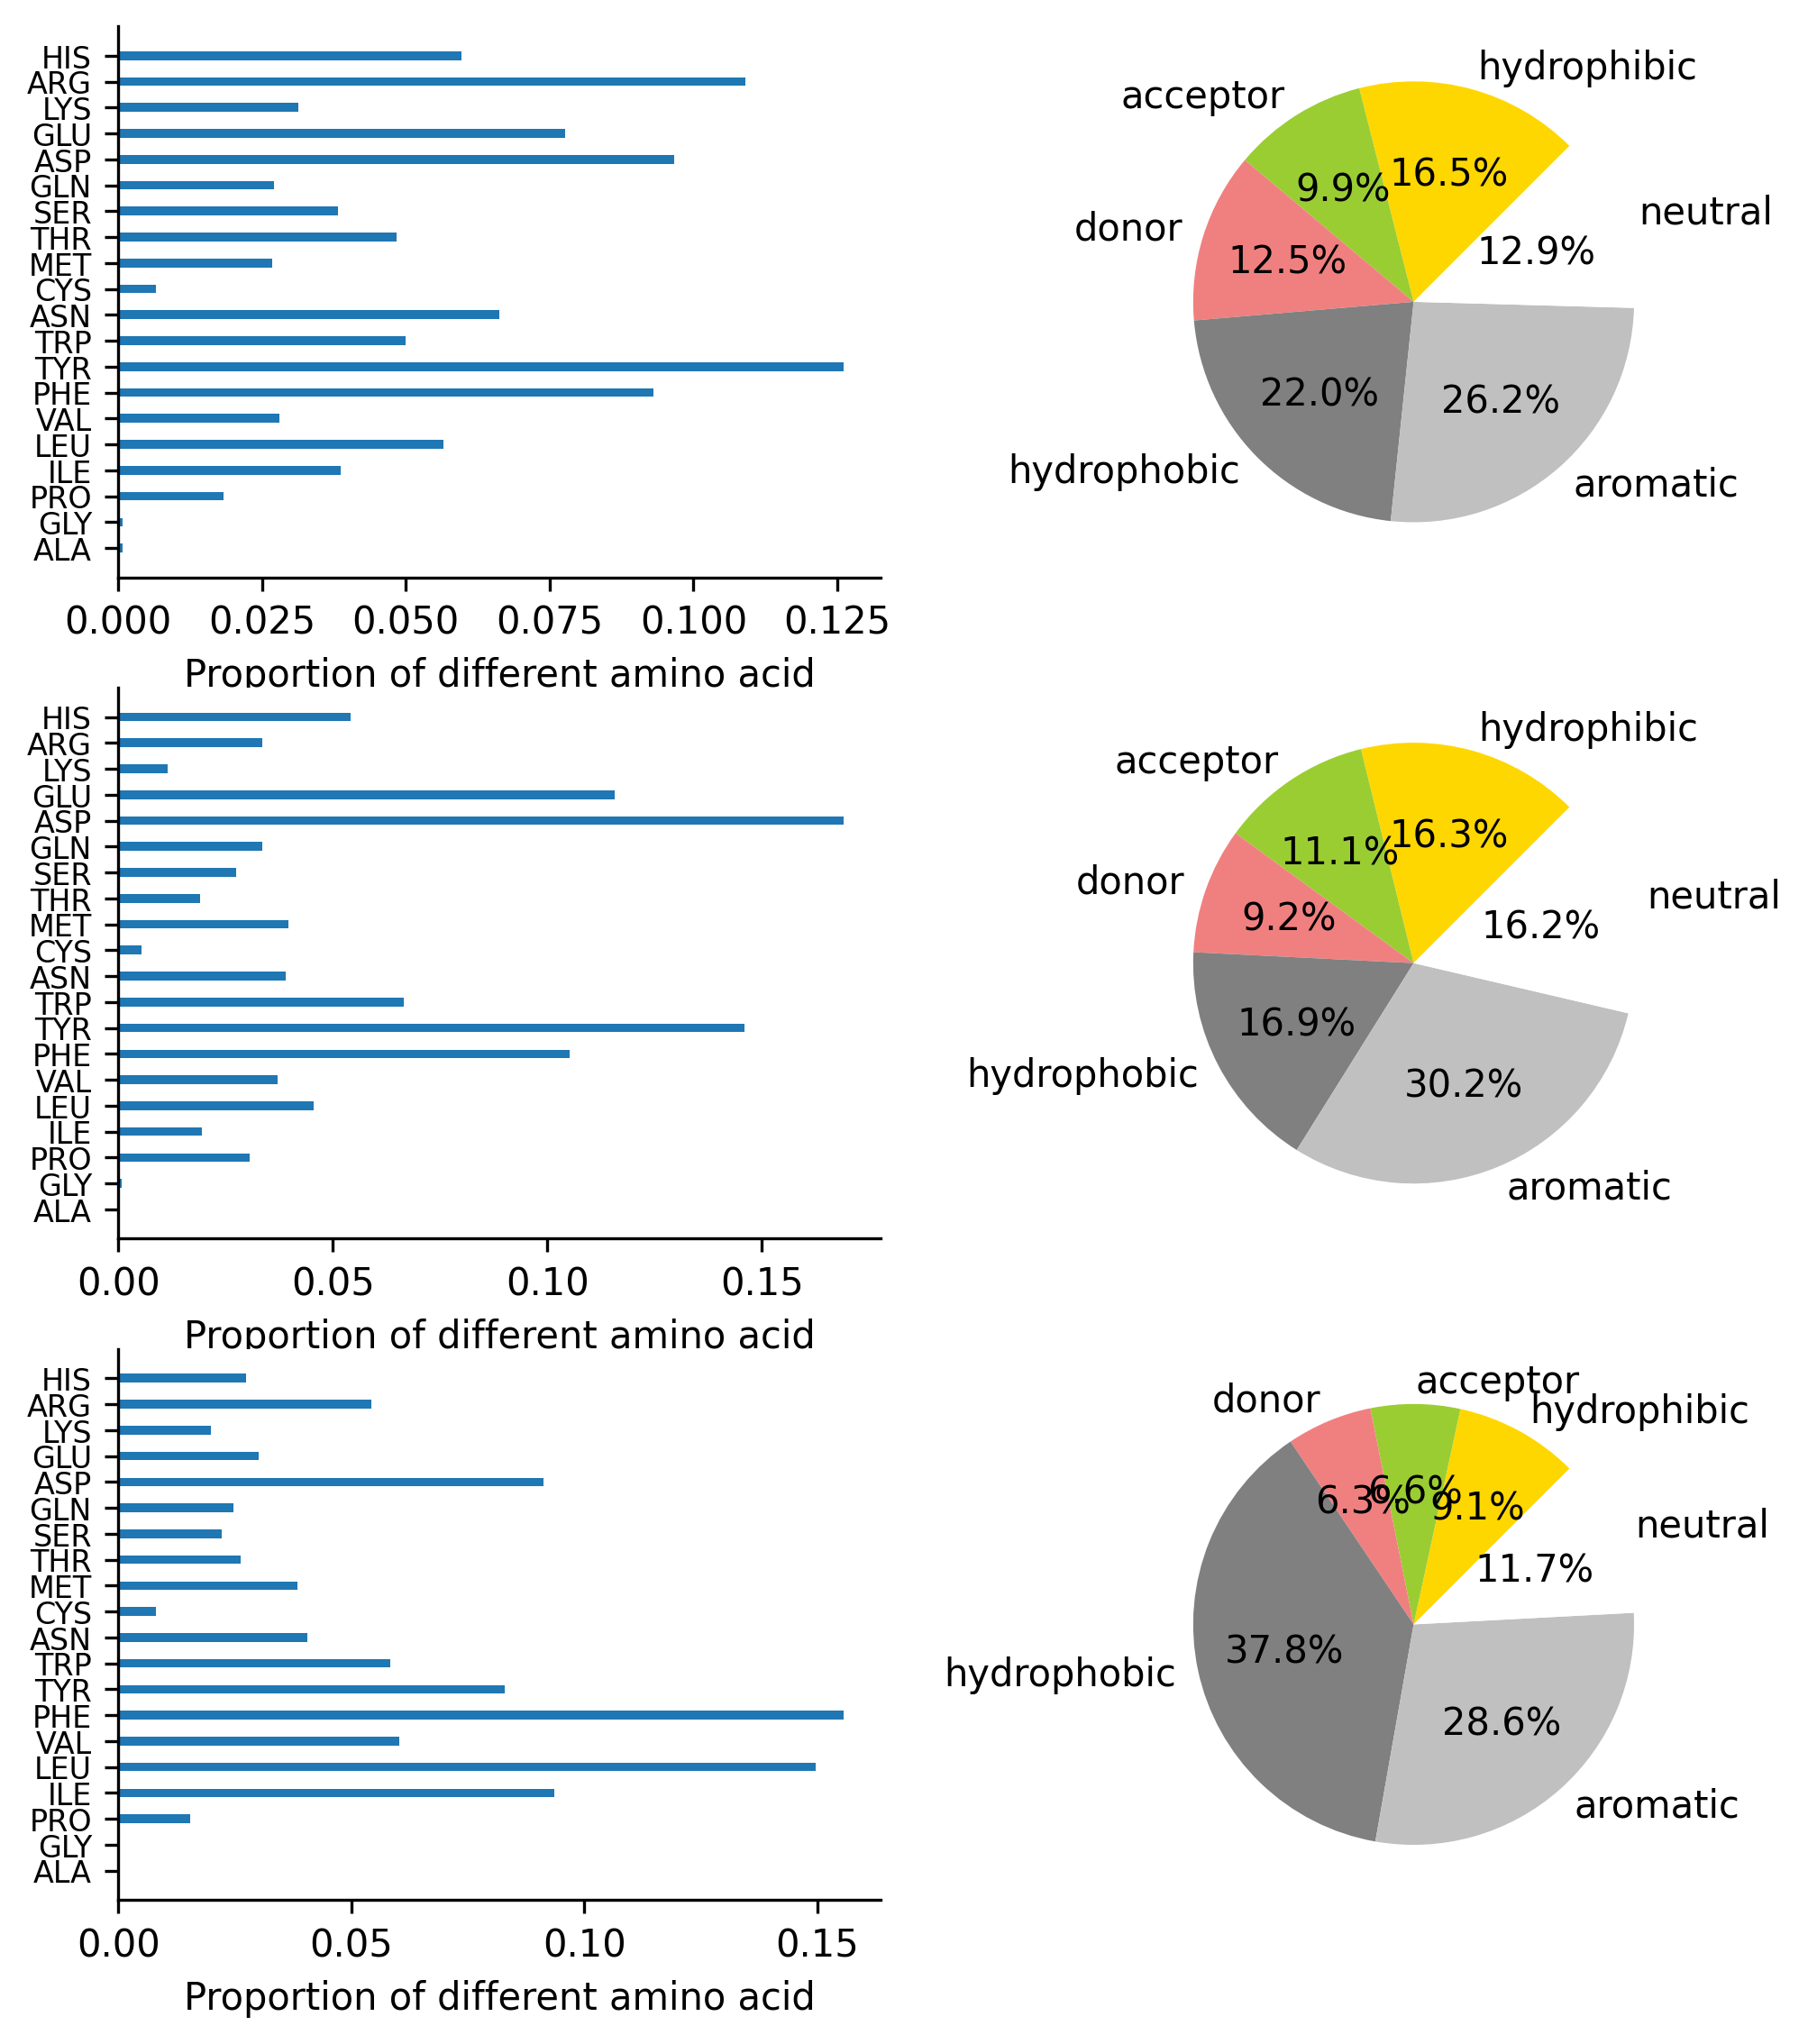 HIS
ARG
LYS
GLU
ASP
GLN
SER
THR
MET
CYS
ASN
TRP
TYR
PHE
VAL
LEU
ILE
PRO
GLY
ALA
0.000 0.025 0.050 0.075 0.100 0.125
Proportion of different amino acid
hydrophibic
acceptor
16.5%
9.9%
neutral
donor
12.9%
12.5%
22.0%
26.2%
hydrophobic
aromatic
HIS
ARG
LYS
GLU
ASP
GLN
SER
THR
MET
CYS
ASN
TRP
TYR
PHE
VAL
LEU
ILE
PRO
GLY
ALA
0.00 0.05 0.10 0.15
Proportion of different amino acid
hydrophibic
acceptor
16.3%
11.1%
donor
neutral
9.2%
16.2%
16.9%
hydrophobic
30.2%
aromatic
HIS
ARG
LYS
GLU
ASP
GLN
SER
THR
MET
CYS
ASN
TRP
TYR
PHE
VAL
LEU
ILE
PRO
GLY
ALA
0.00 0.05 0.10 0.15
Proportion of different amino acid
acceptor
donor
hydrophibic
6.6%
6.3%
9.1%
neutral
11.7%
37.8%
hydrophobic
28.6%
aromatic